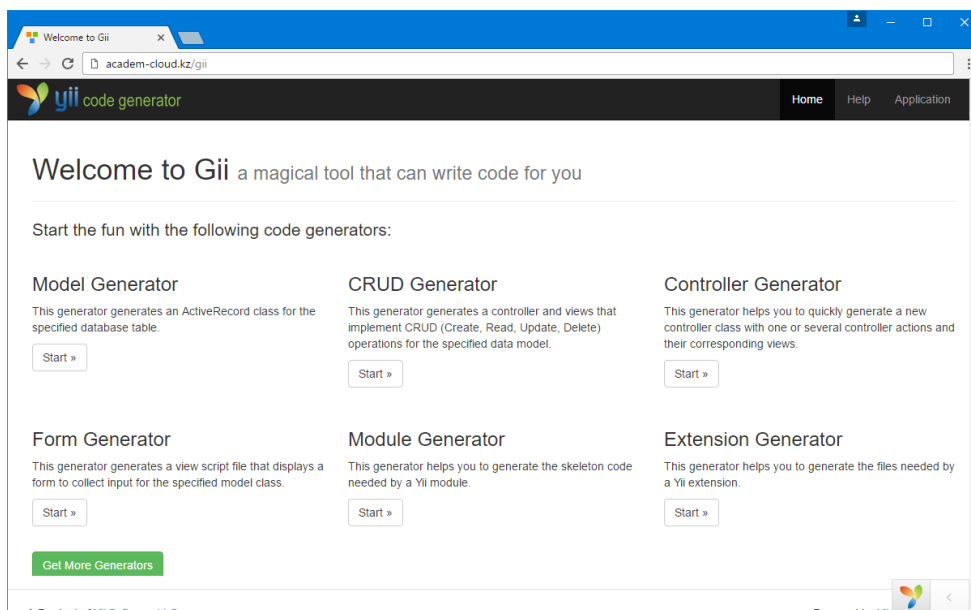 Welcome to Gii
academ-cloud.kz/gii
yii code generator
Home Help Application
Welcome to Gii a magical tool that can write code for you
Start the fun with the following code generators:
Model Generator
This generator generates an ActiveRecord class for the
specified database table.
Start »
CRUD Generator
This generator generates a controller and views that
implement CRUD (Create, Read, Update, Delete)
operations for the specified data model.
Start »
Controller Generator
This generator helps you to quickly generate a new
controller class with one or several controller actions and
their corresponding views.
Start »
Form Generator
This generator generates a view script file that displays a
form to collect input for the specified model class.
Start »
Module Generator
This generator helps you to generate the skeleton code
needed by a Yii module.
Start »
Extension Generator
This generator helps you to generate the files needed by
a Yii extension.
Start »
Get More Generators